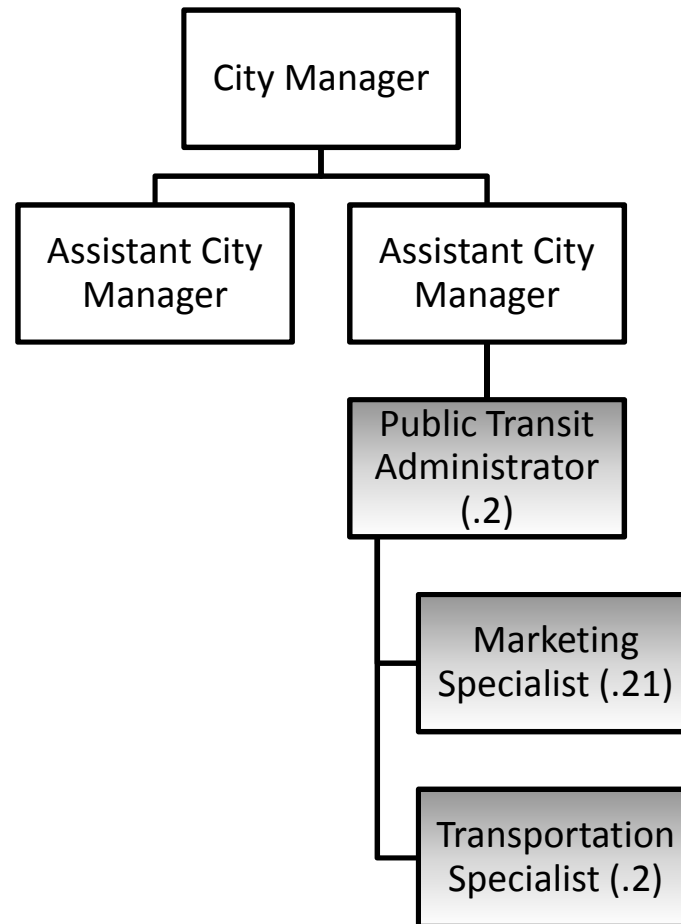 City Manager
Assistant City
Manager
Assistant City
Manager
Public Transit
Administrator
(.2)
Marketing
Specialist (.21)
Transportation
Specialist (.2)